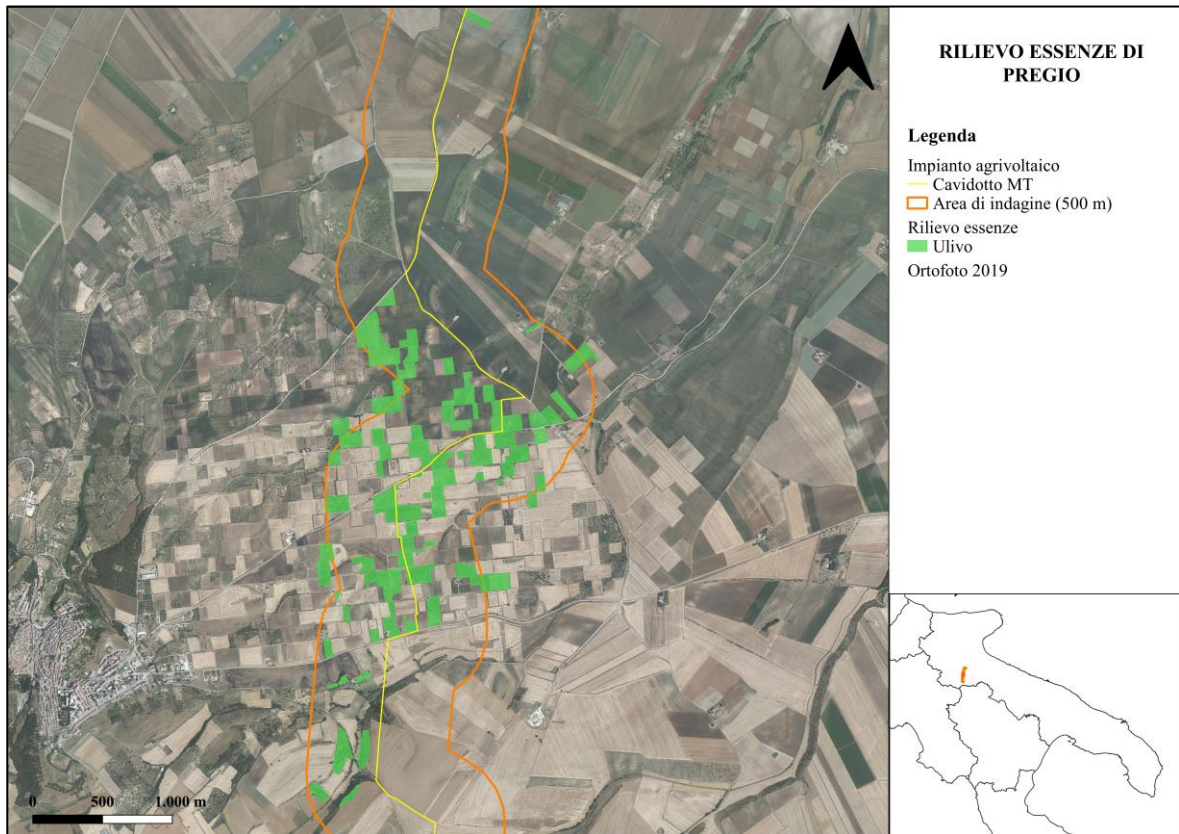 RILIEVO ESSENZE DI
PREGIO
Legenda
Impianto agrivoltaico
Cavidotto MT
Area di indagine (500 m)
Rilievo essenze
Ulivo
Ortofoto 2019
0 500 1.000 m